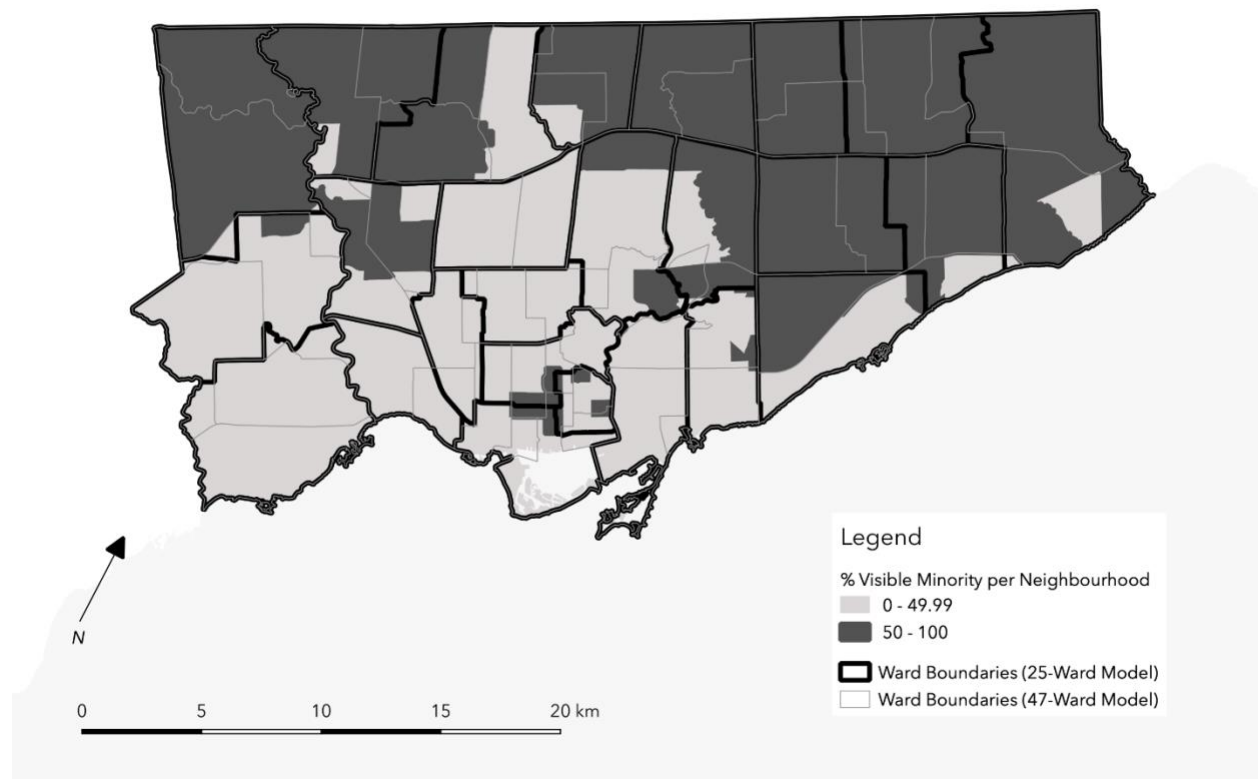 Legend
% Visible Minority per Neighbourhood
0 - 49.99
50 - 100
Ward Boundaries (25-Ward Model)
Ward Boundaries (47-Ward Model)
N
0 5 10 15 20 km